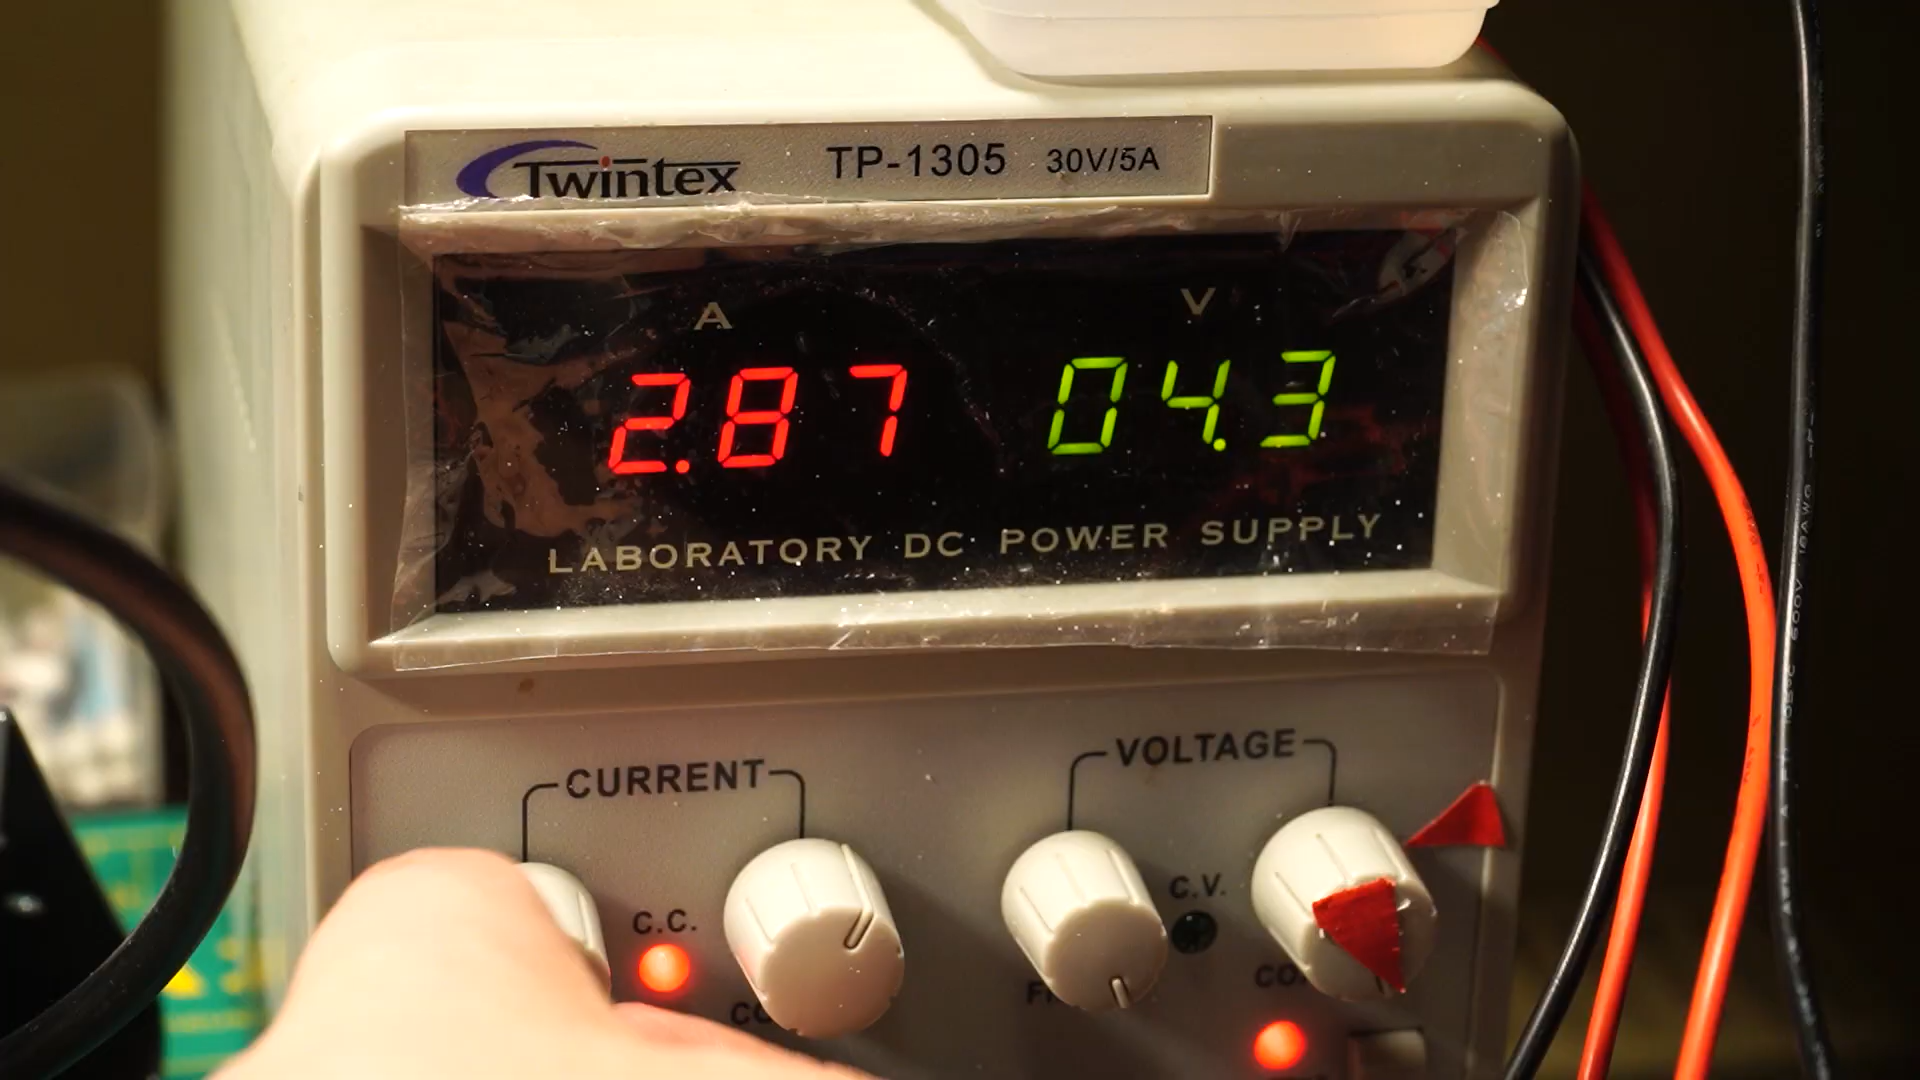 Twintex TP-1305 30V/5A
A V
2.87 04.3
LABORATORY DC POWER SUPPLY
CURRENT VOLTAGE
C.C. C.V.